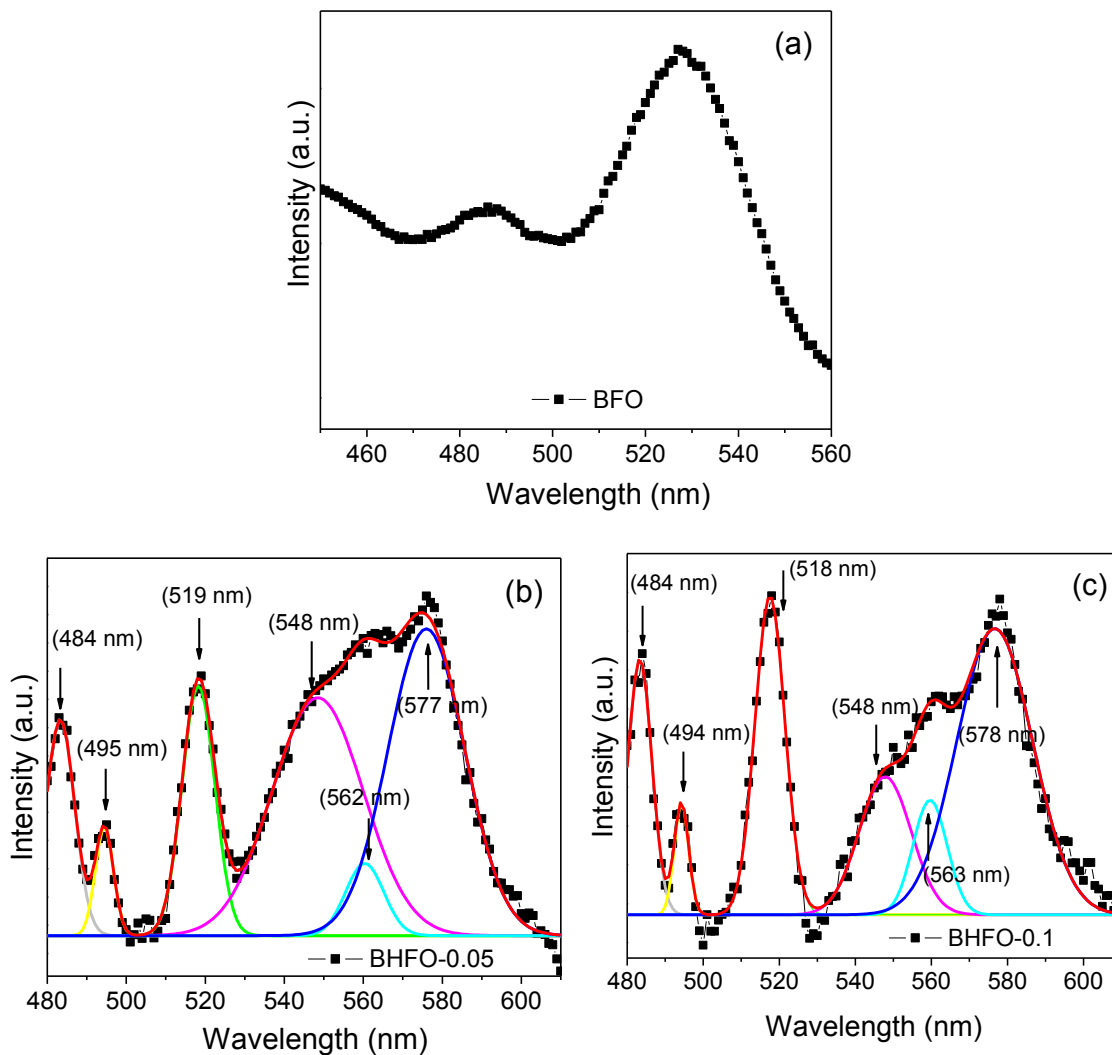 (a)
Intensity (a.u.)
BFO
460 480 500 520 540 560
Wavelength (nm)
(b)
(484 nm)
(495 nm)
(519 nm)
(548 nm)
(562 nm)
(577 nm)
Intensity (a.u.)
BHFO-0.05
480 500 520 540 560 580 600
Wavelength (nm)
(c)
(484 nm)
(494 nm)
(518 nm)
(548 nm)
(563 nm)
(578 nm)
Intensity (a.u.)
BHFO-0.1
480 500 520 540 560 580 600
Wavelength (nm)